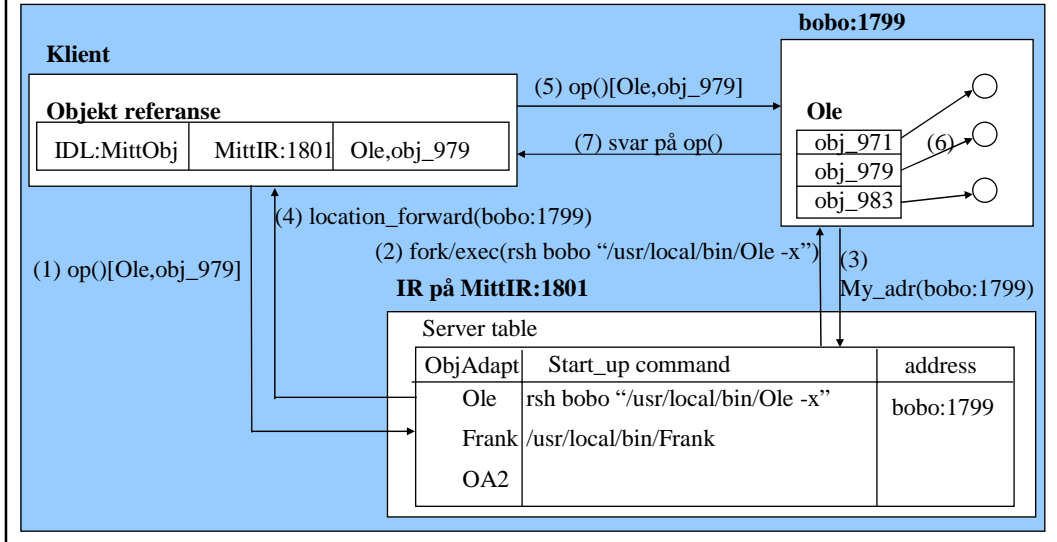 bobo:1799
Klient
Objekt referanse
IDL:MittObj MittIR:1801 Ole,obj_979
(5) op()[Ole,obj_979]
(7) svar på op()
Ole
obj_971
obj_979
obj_983
(6)
(4) location_forward(bobo:1799)
(2) fork/exec(rsh bobo “/usr/local/bin/Ole -x”)
(1) op()[Ole,obj_979]
(3)
My_adr(bobo:1799)
IR på MittIR:1801
Server table
ObjAdapt Start_up command address
Ole rsh bobo “/usr/local/bin/Ole -x” bobo:1799
Frank /usr/local/bin/Frank
OA2